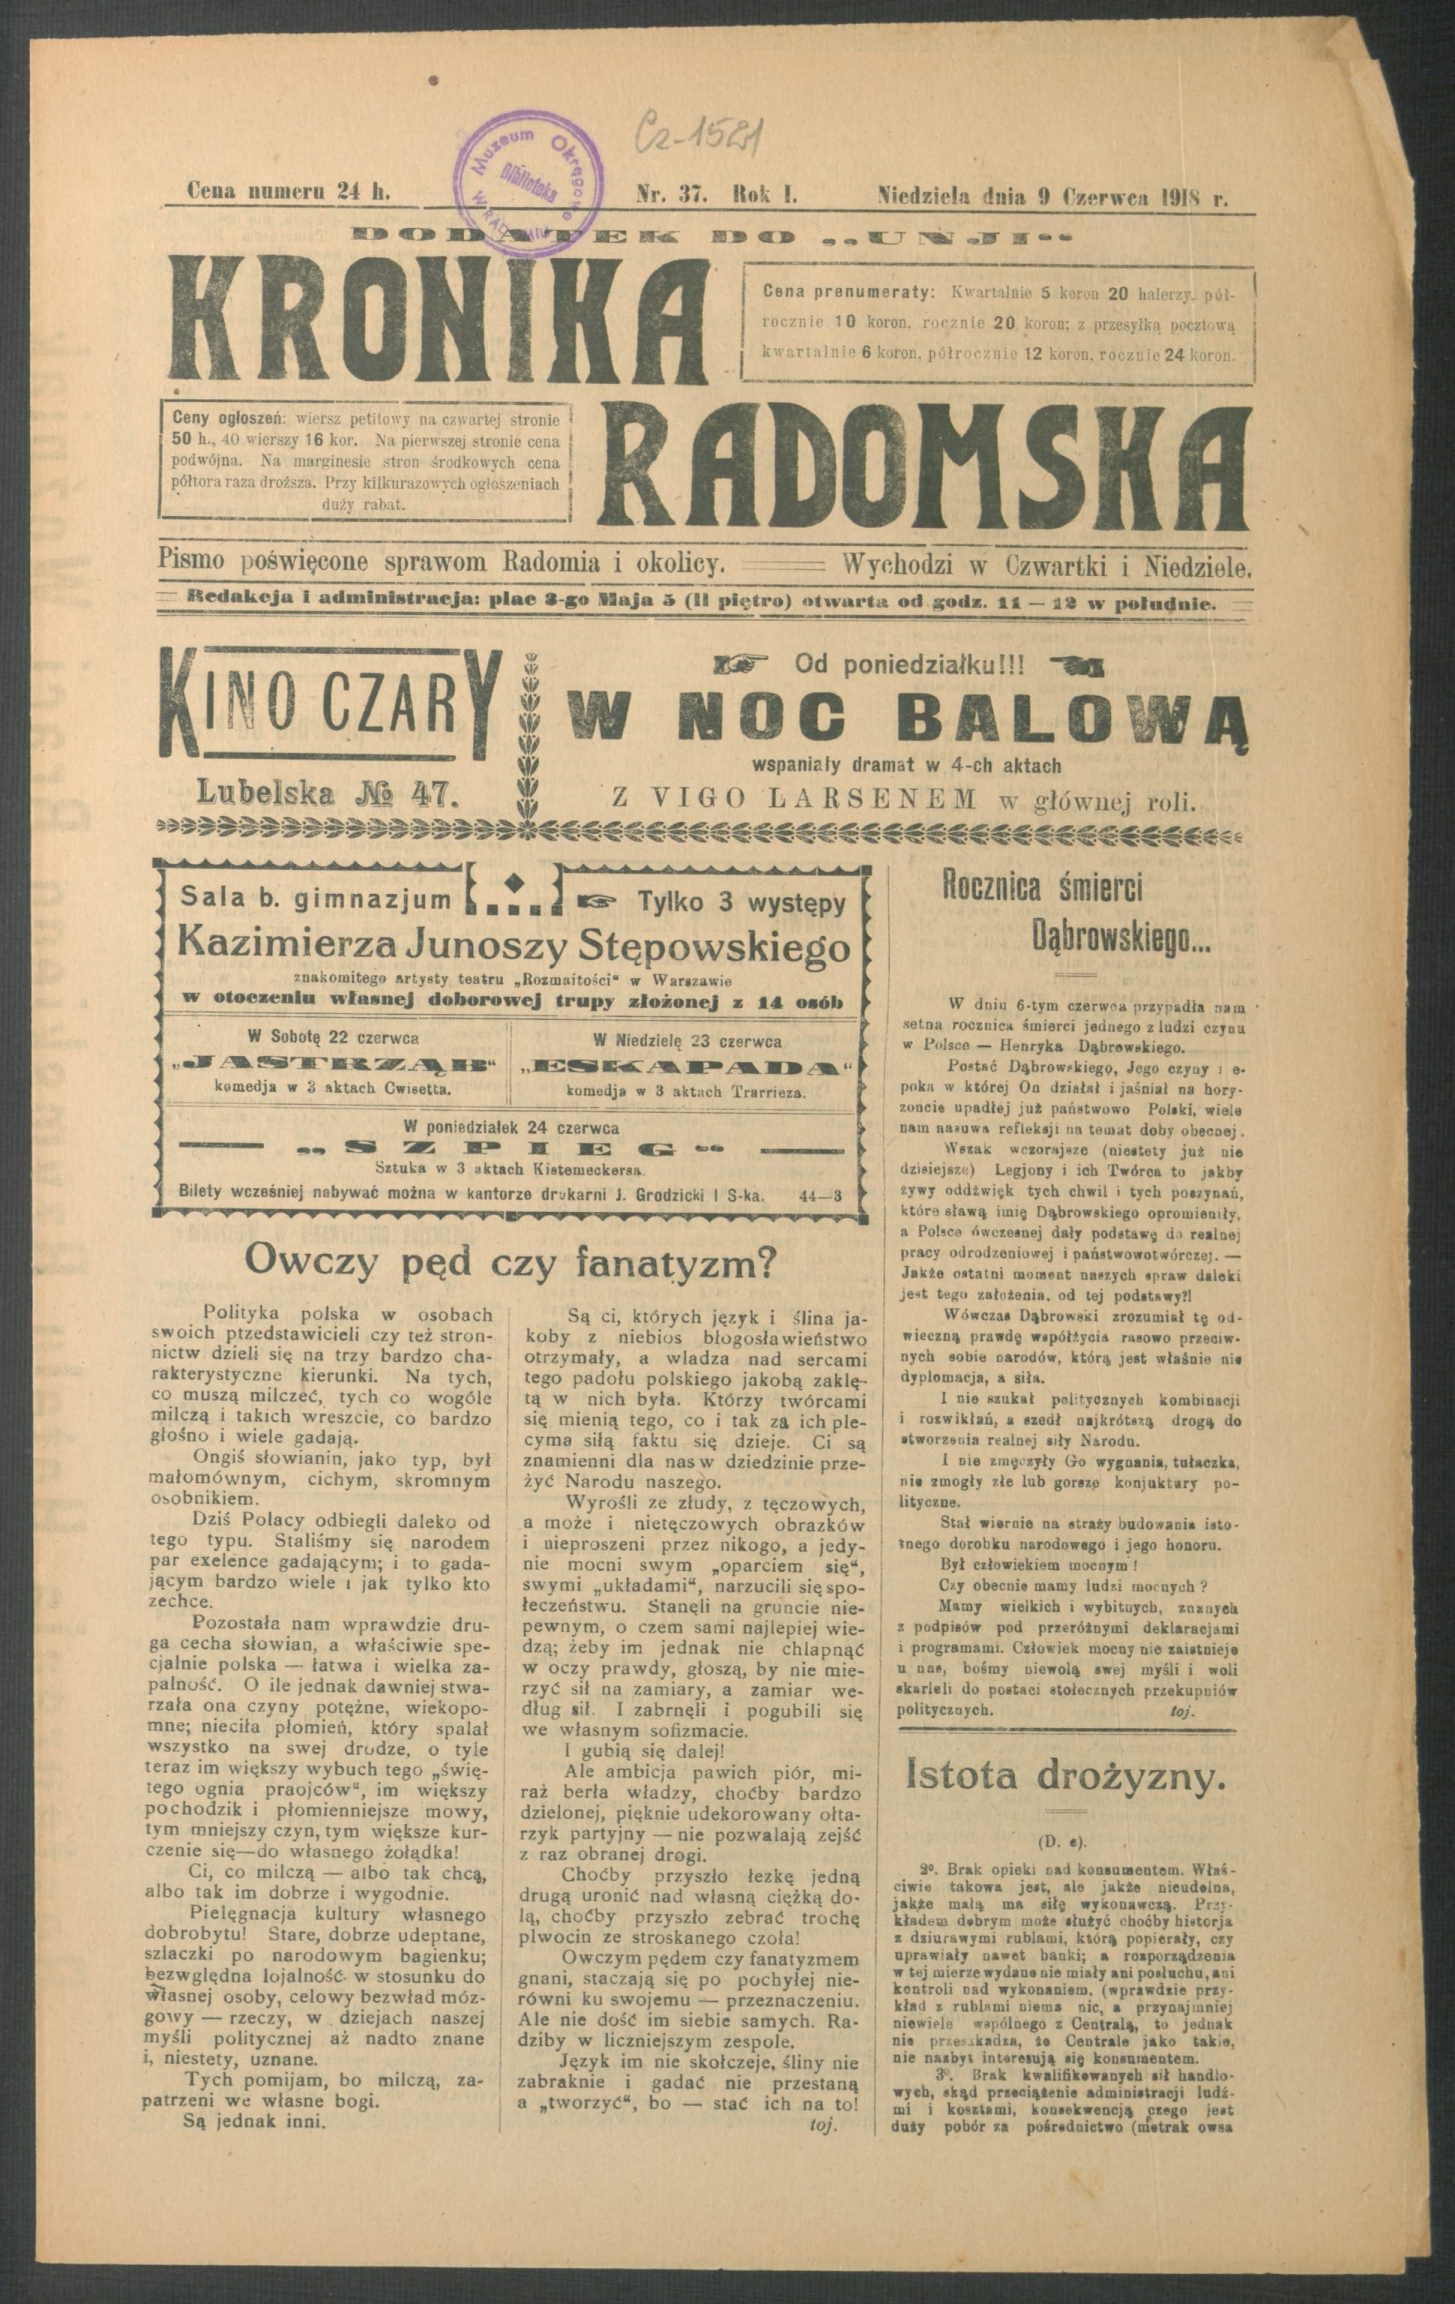 Cz-1521
Muzeum Okręgowe
Biblioteka
W RADOMIU
Cena numeru 24 h.
Nr. 37. Rok I.
Niedziela dnia 9 Czerwca 1918 r.
DODATEK DO „UNJI“
KRONIKA
Cena prenumeraty: Kwartalnie 5 koron 20 halerzy, pół-
rocznie 10 koron, rocznie 20 koron; z przesyłką pocztową
kwartalnie 6 koron, półrocznie 12 koron, rocznie 24 koron.
Ceny ogłoszeń: wiersz petitowy na czwartej stronie
50 h., 40 wierszy 16 kor. Na pierwszej stronie cena
podwójna. Na marginesie stron środkowych cena
półtora raza droższa. Przy kilkurazowych ogłoszeniach
duży rabat.
RADOMSKA
Pismo poświęcone sprawom Radomia i okolicy. Wychodzi w Czwartki i Niedziele.
Redakcja i administracja: plac 3-go Maja 5 (II piętro) otwarta od godz. 11 — 12 w południe.
KINO CZARY
Lubelska № 47.
Od poniedziałku!!!
W NOC BALOWĄ
wspaniały dramat w 4-ch aktach
Z VIGO LARSENEM w głównej roli.
Sala b. gimnazjum
Tylko 3 występy
Kazimierza Junoszy Stępowskiego
znakomitego artysty teatru „Rozmaitości“ w Warszawie
w otoczeniu własnej doborowej trupy złożonej z 14 osób
W Sobotę 22 czerwca
„JASTRZĄB“
komedja w 3 aktach Cwisetta.
W Niedzielę 23 czerwca
„ESKAPADA“
komedja w 3 aktach Trarrieza.
W poniedziałek 24 czerwca
„SZPIEG“
Sztuka w 3 aktach Kistemeckersa.
Bilety wcześniej nabywać można w kantorze drukarni J. Grodzicki I S-ka. 44—3
Owczy pęd czy fanatyzm?
Polityka polska w osobach
swoich ptzedstawicieli czy też stron-
nictw dzieli się na trzy bardzo cha-
rakterystyczne kierunki. Na tych,
co muszą milczeć, tych co wogóle
milczą i takich wreszcie, co bardzo
głośno i wiele gadają.
Ongiś słowianin, jako typ, był
małomównym, cichym, skromnym
osobnikiem.
Dziś Polacy odbiegli daleko od
tego typu. Staliśmy się narodem
par exelence gadającym; i to gada-
jącym bardzo wiele i jak tylko kto
zechce.
Pozostała nam wprawdzie dru-
ga cecha słowian, a właściwie spe-
cjalnie polska — łatwa i wielka za-
palność. O ile jednak dawniej stwa-
rzała ona czyny potężne, wiekopo-
mne; nieciła płomień, który spalał
wszystko na swej drodze, o tyle
teraz im większy wybuch tego „świę-
tego ognia praojców“, im większy
pochodzik i płomienniejsze mowy,
tym mniejszy czyn, tym większe kur-
czenie się—do własnego żołądka!
Ci, co milczą — albo tak chcą,
albo tak im dobrze i wygodnie.
Pielęgnacja kultury własnego
dobrobytu! Stare, dobrze udeptane,
szlaczki po narodowym bagienku;
bezwględna lojalność w stosunku do
własnej osoby, celowy bezwład móz-
gowy — rzeczy, w dziejach naszej
myśli politycznej aż nadto znane
i, niestety, uznane.
Tych pomijam, bo milczą, za-
patrzeni we własne bogi.
Są jednak inni.
Są ci, których język i ślina ja-
koby z niebios błogosławieństwo
otrzymały, a wladza nad sercami
tego padołu polskiego jakobą zaklę-
tą w nich była. Którzy twórcami
się mienią tego, co i tak za ich ple-
cyma siłą faktu się dzieje. Ci są
znamienni dla nas w dziedzinie prze-
żyć Narodu naszego.
Wyrośli ze złudy, z tęczowych,
a może i nietęczowych obrazków
i nieproszeni przez nikogo, a jedy-
nie mocni swym „oparciem się“,
swymi „układami“, narzucili się spo-
łeczeństwu. Stanęli na gruncie nie-
pewnym, o czem sami najlepiej wie-
dzą; żeby im jednak nie chlapnąć
w oczy prawdy, głoszą, by nie mie-
rzyć sił na zamiary, a zamiar we-
dług sił. I zabrnęli i pogubili się
we własnym sofizmacie.
I gubią się dalej!
Ale ambicja pawich piór, mi-
raż berła władzy, choćby bardzo
dzielonej, pięknie udekorowany ołta-
rzyk partyjny — nie pozwalają zejść
z raz obranej drogi.
Choćby przyszło łezkę jedną
drugą uronić nad własną ciężką do-
lą, choćby przyszło zebrać trochę
plwocin ze stroskanego czoła!
Owczym pędem czy fanatyzmem
gnani, staczają się po pochyłej nie-
równi ku swojemu — przeznaczeniu.
Ale nie dość im siebie samych. Ra-
dziby w liczniejszym zespole.
Język im nie skołczeje, śliny nie
zabraknie i gadać nie przestaną
a „tworzyć“, bo — stać ich na to!
toj.
Rocznica śmierci
Dąbrowskiego...
W dniu 6-tym czerwca przypadła nam
setna rocznica śmierci jednego z ludzi czynu
w Polsce — Henryka Dąbrowskiego.
Postać Dąbrowskiego, Jego czyny i e-
poka w której On działał i jaśniał na hory-
zoncie upadłej już państwowo Polski, wiele
nam nasuwa refleksji na temat doby obecnej.
Wszak wczorajsze (niestety już nie
dzisiejsze) Legjony i ich Twórca to jakby
żywy oddźwięk tych chwil i tych poszynań,
które sławą imię Dąbrowskiego opromieniły,
a Polsce ówczesnej dały podstawę do realnej
pracy odrodzeniowej i państwowotwórczej. —
Jakże ostatni moment naszych spraw daleki
jest tego założenia, od tej podstawy?!
Wówczas Dąbrowski zrozumiał tę od-
wieczną prawdę współżycia rasowo przeciw-
nych sobie narodów, którą jest właśnie nie
dyplomacja, a siła.
I nie szukał politycznych kombinacji
i rozwikłań, a szedł najkrótszą drogą do
stworzenia realnej siły Narodu.
I nie zmęczyły Go wygnania, tułaczka,
nie zmogły złe lub gorsze konjuktury po-
lityczne.
Stał wiernie na straży budowania isto-
tnego dorobku narodowego i jego honoru.
Był człowiekiem mocnym!
Czy obecnie mamy ludzi mocnych?
Mamy wielkich i wybitnych, znanych
z podpisów pod przeróżnymi deklaracjami
i programami. Człowiek mocny nie zaistnieje
u nas, bośmy niewolą swej myśli i woli
skarleli do postaci stołecznych przekupniów
politycznych. toj.
Istota drożyzny.
(D. c).
2°. Brak opieki nad konsumentem. Właś-
ciwie takowa jest, ale jakże nieudolna,
jakże małą ma siłę wykonawczą. Przy-
kładem dobrym może służyć choćby historja
z dziurawymi rublami, którą popierały, czy
uprawiały nawet banki; a rozporządzenia
w tej mierze wydane nie miały ani posłuchu, ani
kontroli nad wykonaniem, (wprawdzie przy-
kład z rublami niema nic, a przynajmniej
niewiele wspólnego z Centralą, to jednak
nie przeszkadza, że Centrale jako takie,
nie nazbyt interesują się konsumentem.
3°. Brak kwalifikowanych sił handlo-
wych, skąd przeciążenie administracji ludź-
mi i kosztami, konsekwencją czego jest
duży pobór za pośrednictwo (metrak owsa